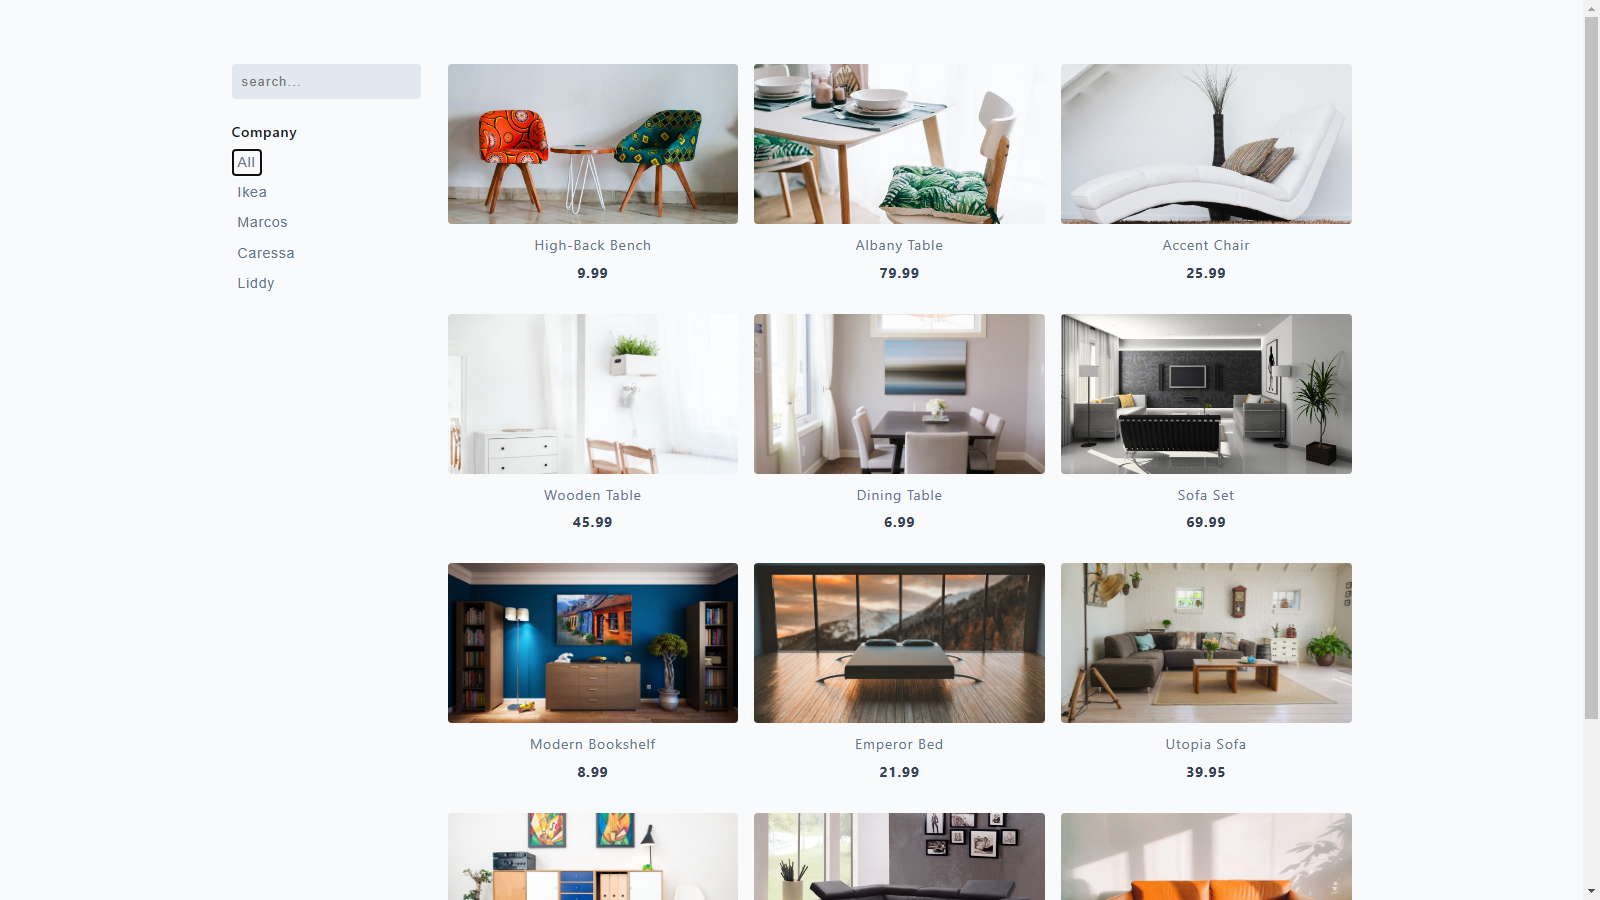 search...
Company
All
Ikea
Marcos
Caressa
Liddy
High-Back Bench
9.99
Albany Table
79.99
Accent Chair
25.99
Wooden Table
45.99
Dining Table
6.99
Sofa Set
69.99
Modern Bookshelf
8.99
Emperor Bed
21.99
Utopia Sofa
39.95